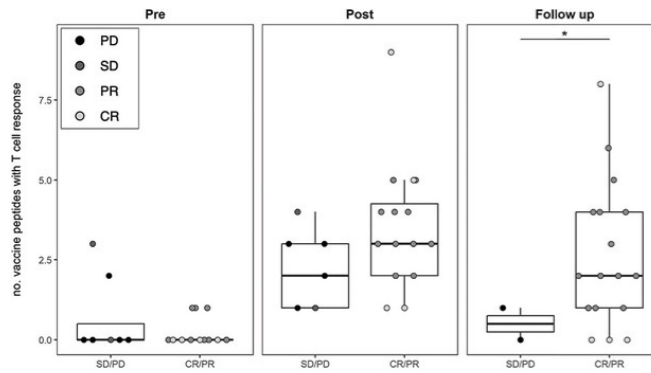 Pre
Post
Follow up
PD
SD
PR
CR
*
no. vaccine peptides with T cell response
7.5
5.0
2.5
0.0
SD/PD
CR/PR
SD/PD
CR/PR
SD/PD
CR/PR